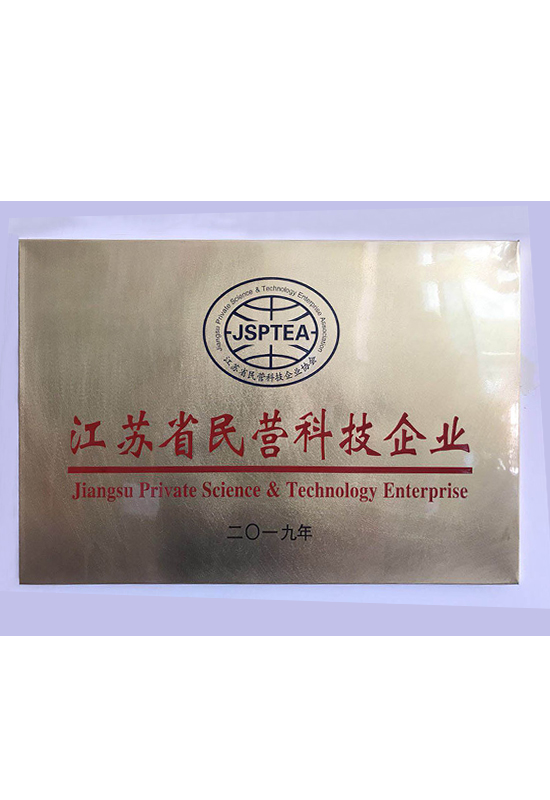 Jiangsu Private Science & Technology Enterprise Association
JSPTEA
江苏省民营科技企业协会
江苏省民营科技企业
Jiangsu Private Science & Technology Enterprise
二〇一九年